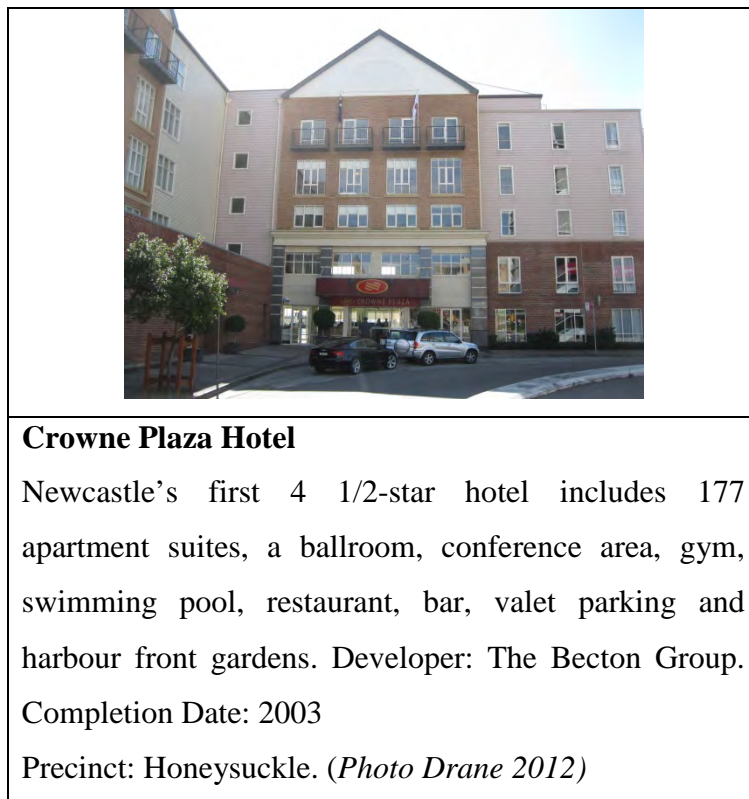 CROWNE PLAZA
Crowne Plaza Hotel
Newcastle’s first 4 1/2-star hotel includes 177
apartment suites, a ballroom, conference area, gym,
swimming pool, restaurant, bar, valet parking and
harbour front gardens. Developer: The Becton Group.
Completion Date: 2003
Precinct: Honeysuckle. (Photo Drane 2012)